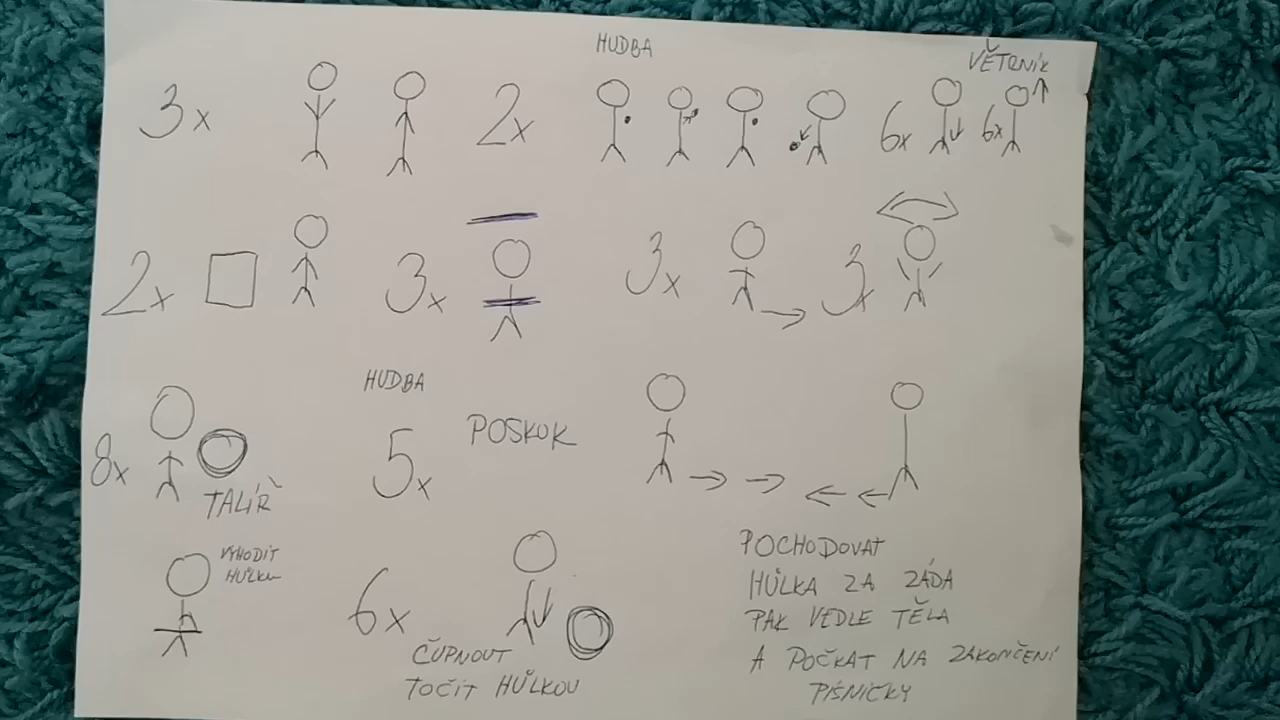 HUDBA
VĚTRNÍK
3x
2x
6x
6x
2x
3x
3x
3x
HUDBA
8x
5x
POSKOK
TALÍŘ
VYHODIT
HŮLKU
6x
ČUPNOUT
TOČIT HŮLKOU
POCHODOVAT
HŮLKA ZA ZÁDA
PAK VEDLE TĚLA
A POČKAT NA ZAKONČENÍ
PÍSNIČKY